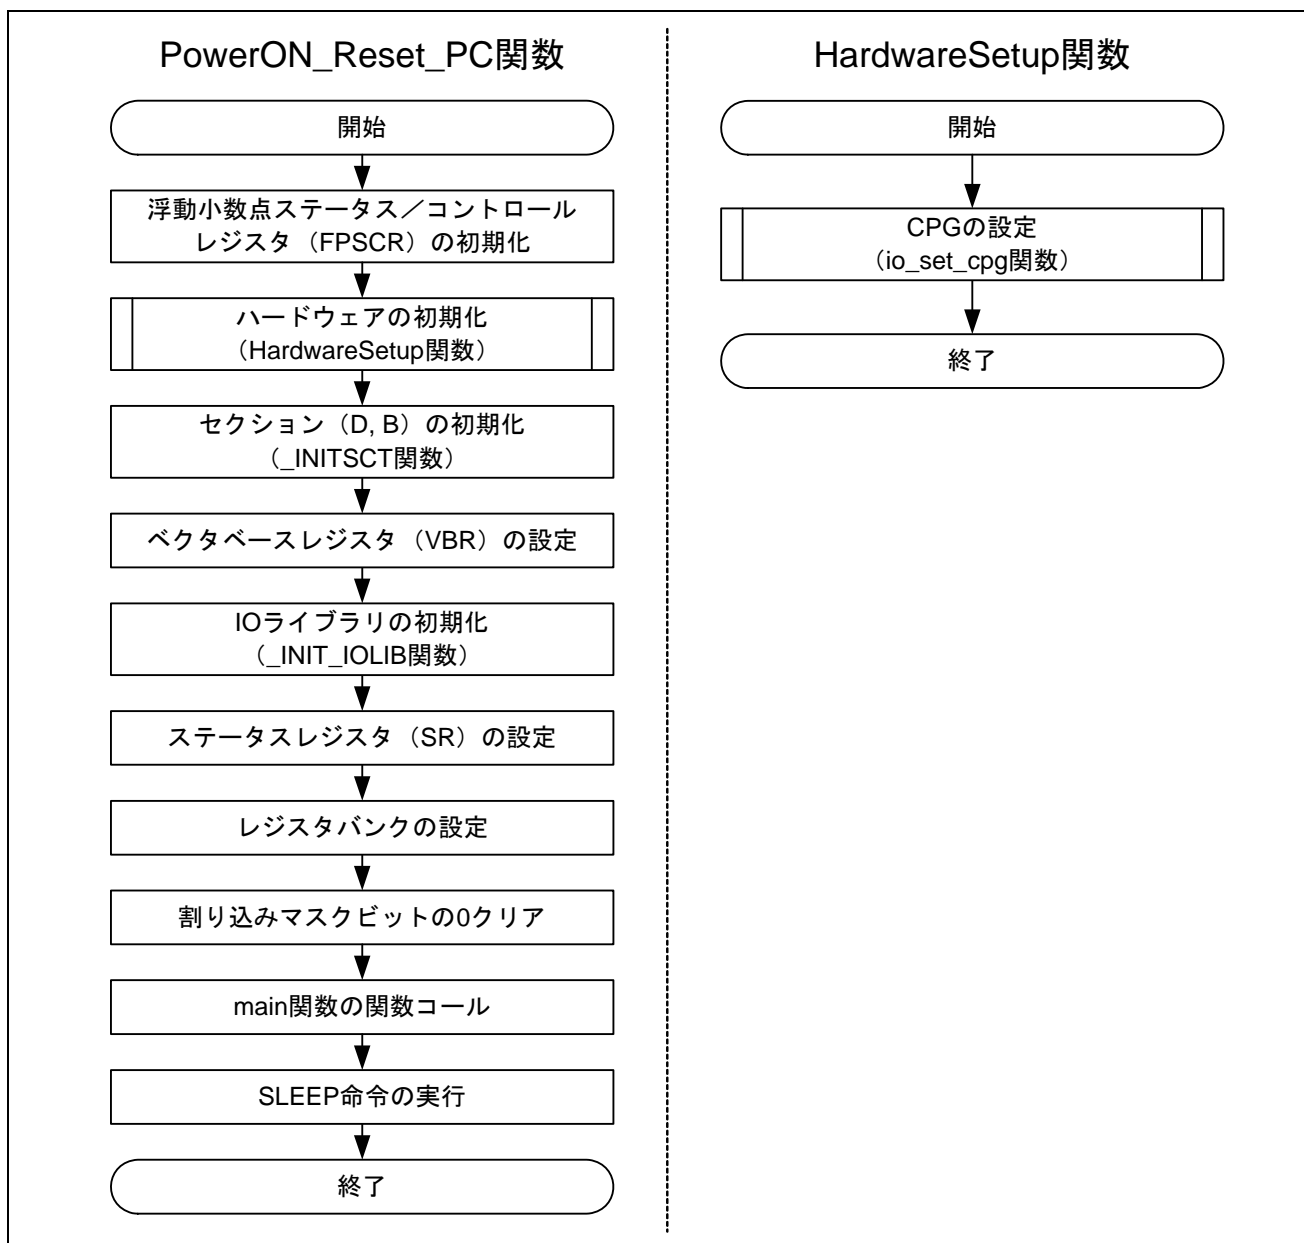 PowerON_Reset_PC関数
開始
浮動小数点ステータス／コントロール
レジスタ（FPSCR）の初期化
ハードウェアの初期化
（HardwareSetup関数）
セクション（D, B）の初期化
（_INITSCT関数）
ベクタベースレジスタ（VBR）の設定
IOライブラリの初期化
（_INIT_IOLIB関数）
ステータスレジスタ（SR）の設定
レジスタバンクの設定
割り込みマスクビットの0クリア
main関数の関数コール
SLEEP命令の実行
終了
HardwareSetup関数
開始
CPGの設定
（io_set_cpg関数）
終了